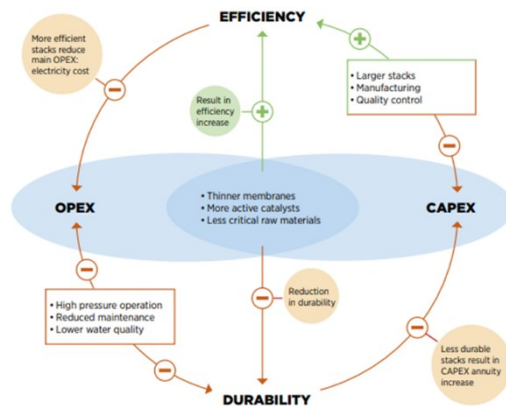 EFFICIENCY
More efficient
stacks reduce
main OPEX:
electricity cost
Result in
efficiency
increase
• Larger stacks
• Manufacturing
• Quality control
OPEX
• Thinner membranes
• More active catalysts
• Less critical raw materials
CAPEX
• High pressure operation
• Reduced maintenance
• Lower water quality
Reduction
in durability
Less durable
stacks result in
CAPEX annuity
increase
DURABILITY